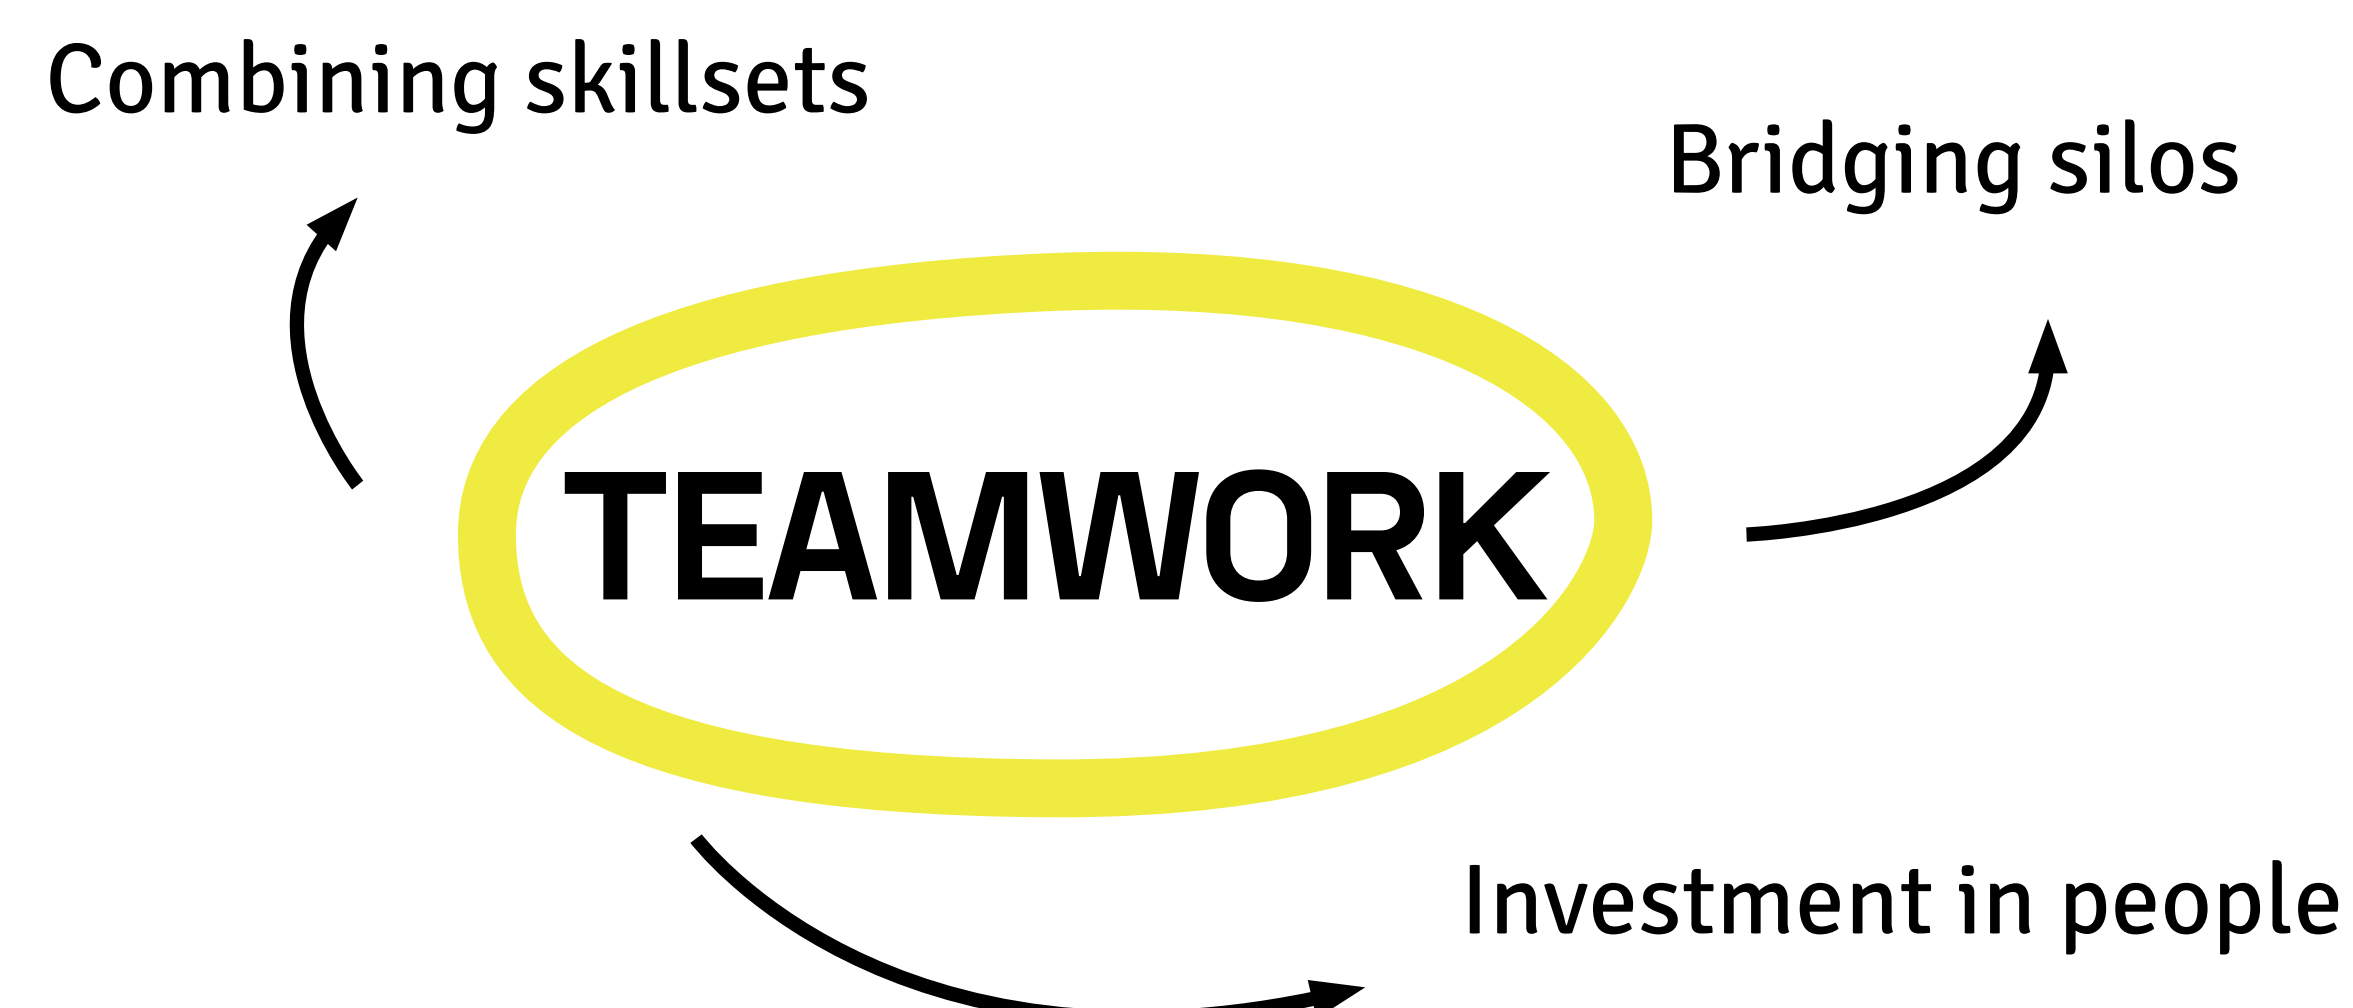 Combining skillsets
Bridging silos
TEAMWORK
Investment in people